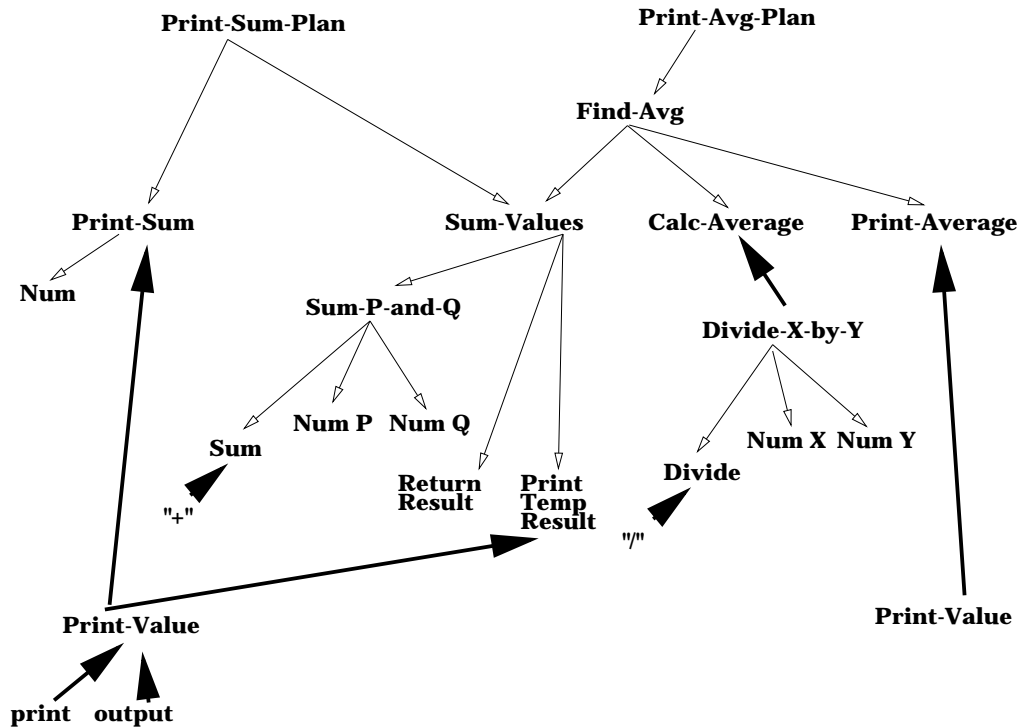 Print-Sum-Plan
Print-Avg-Plan
Find-Avg
Print-Sum
Sum-Values
Calc-Average
Print-Average
Num
Sum-P-and-Q
Divide-X-by-Y
Num P
Num Q
Sum
Num X
Num Y
Divide
Return
Result
Print
Temp
Result
"+"
"/"
Print-Value
Print-Value
print
output